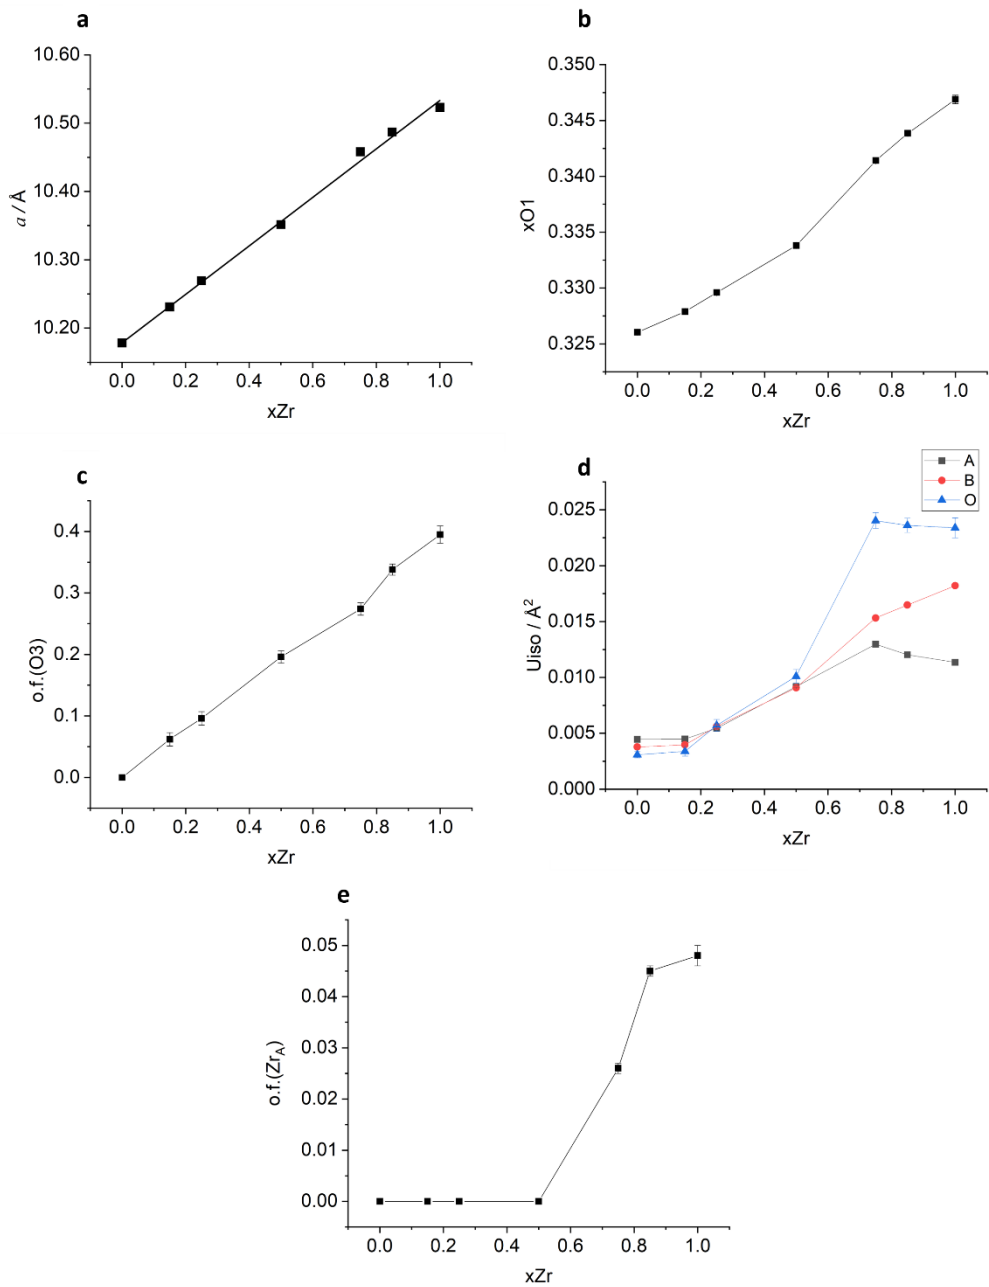 a
10.60
10.50
10.40
10.30
10.20
a / Å
0.0 0.2 0.4 0.6 0.8 1.0
xZr
b
0.350
0.345
0.340
0.335
0.330
0.325
xO1
0.0 0.2 0.4 0.6 0.8 1.0
xZr
c
0.4
0.3
0.2
0.1
0.0
o.f.(O3)
0.0 0.2 0.4 0.6 0.8 1.0
xZr
d
A
B
O
0.025
0.020
0.015
0.010
0.005
0.000
Uiso / Å²
0.0 0.2 0.4 0.6 0.8 1.0
xZr
e
0.05
0.04
0.03
0.02
0.01
0.00
o.f.(Zr_A)
0.0 0.2 0.4 0.6 0.8 1.0
xZr